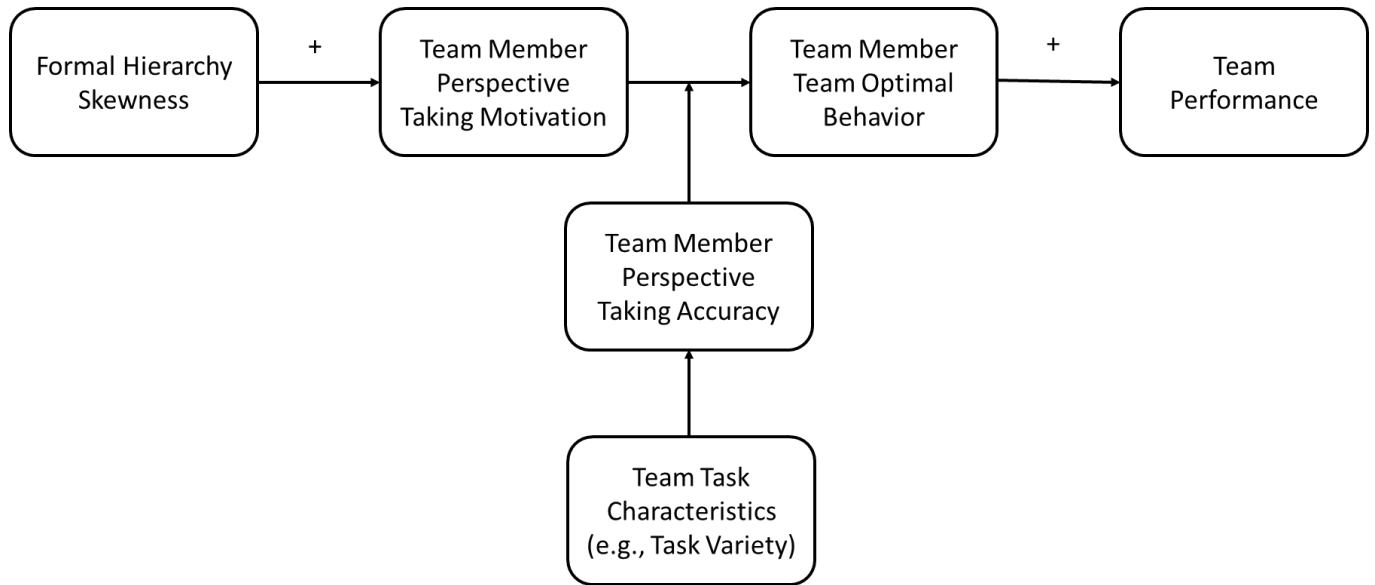 Formal Hierarchy
Skewness
+
Team Member
Perspective
Taking Motivation
Team Member
Team Optimal
Behavior
+
Team
Performance
Team Member
Perspective
Taking Accuracy
Team Task
Characteristics
(e.g., Task Variety)